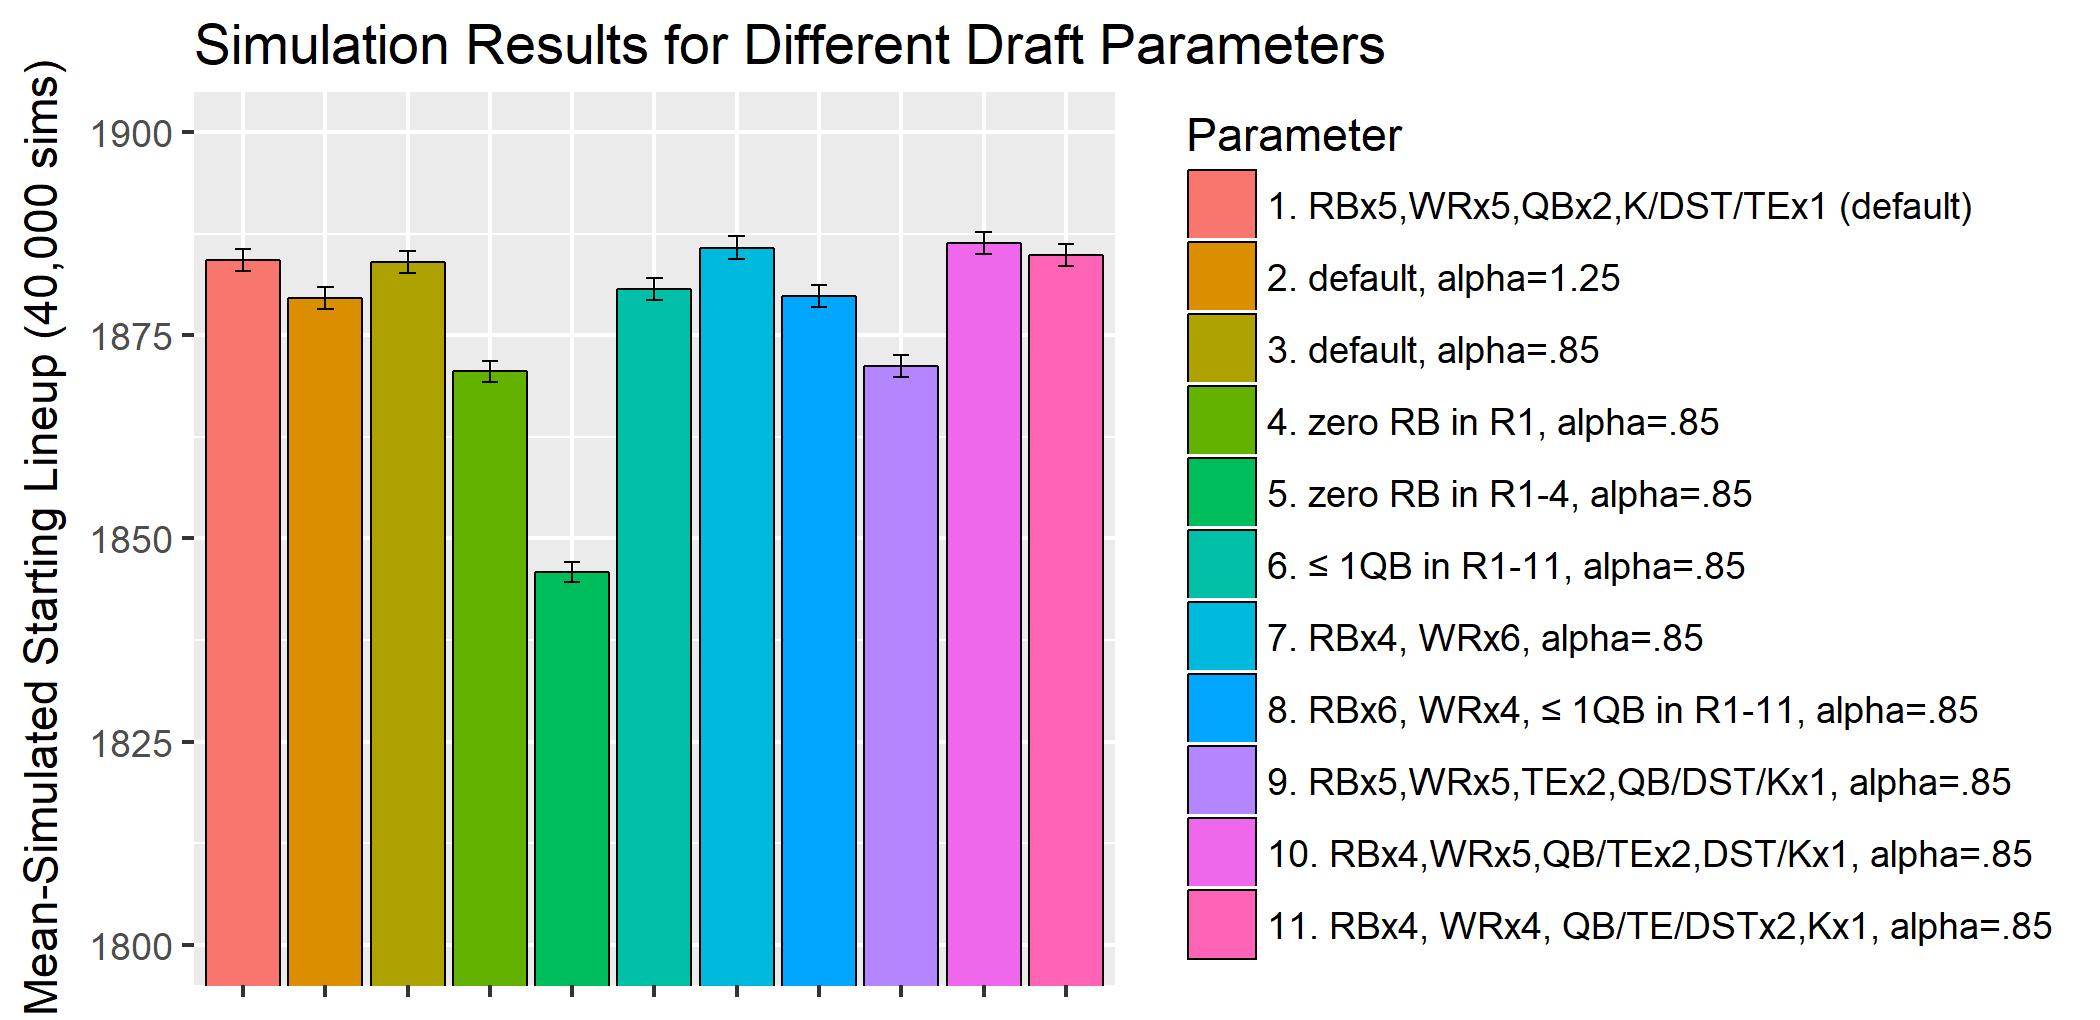 Simulation Results for Different Draft Parameters
Mean-Simulated Starting Lineup (40,000 sims)
1900
1875
1850
1825
1800
Parameter
1. RBx5,WRx5,QBx2,K/DST/TEx1 (default)
2. default, alpha=1.25
3. default, alpha=.85
4. zero RB in R1, alpha=.85
5. zero RB in R1-4, alpha=.85
6. ≤ 1QB in R1-11, alpha=.85
7. RBx4, WRx6, alpha=.85
8. RBx6, WRx4, ≤ 1QB in R1-11, alpha=.85
9. RBx5,WRx5,TEx2,QB/DST/Kx1, alpha=.85
10. RBx4,WRx5,QB/TEx2,DST/Kx1, alpha=.85
11. RBx4, WRx4, QB/TE/DSTx2,Kx1, alpha=.85